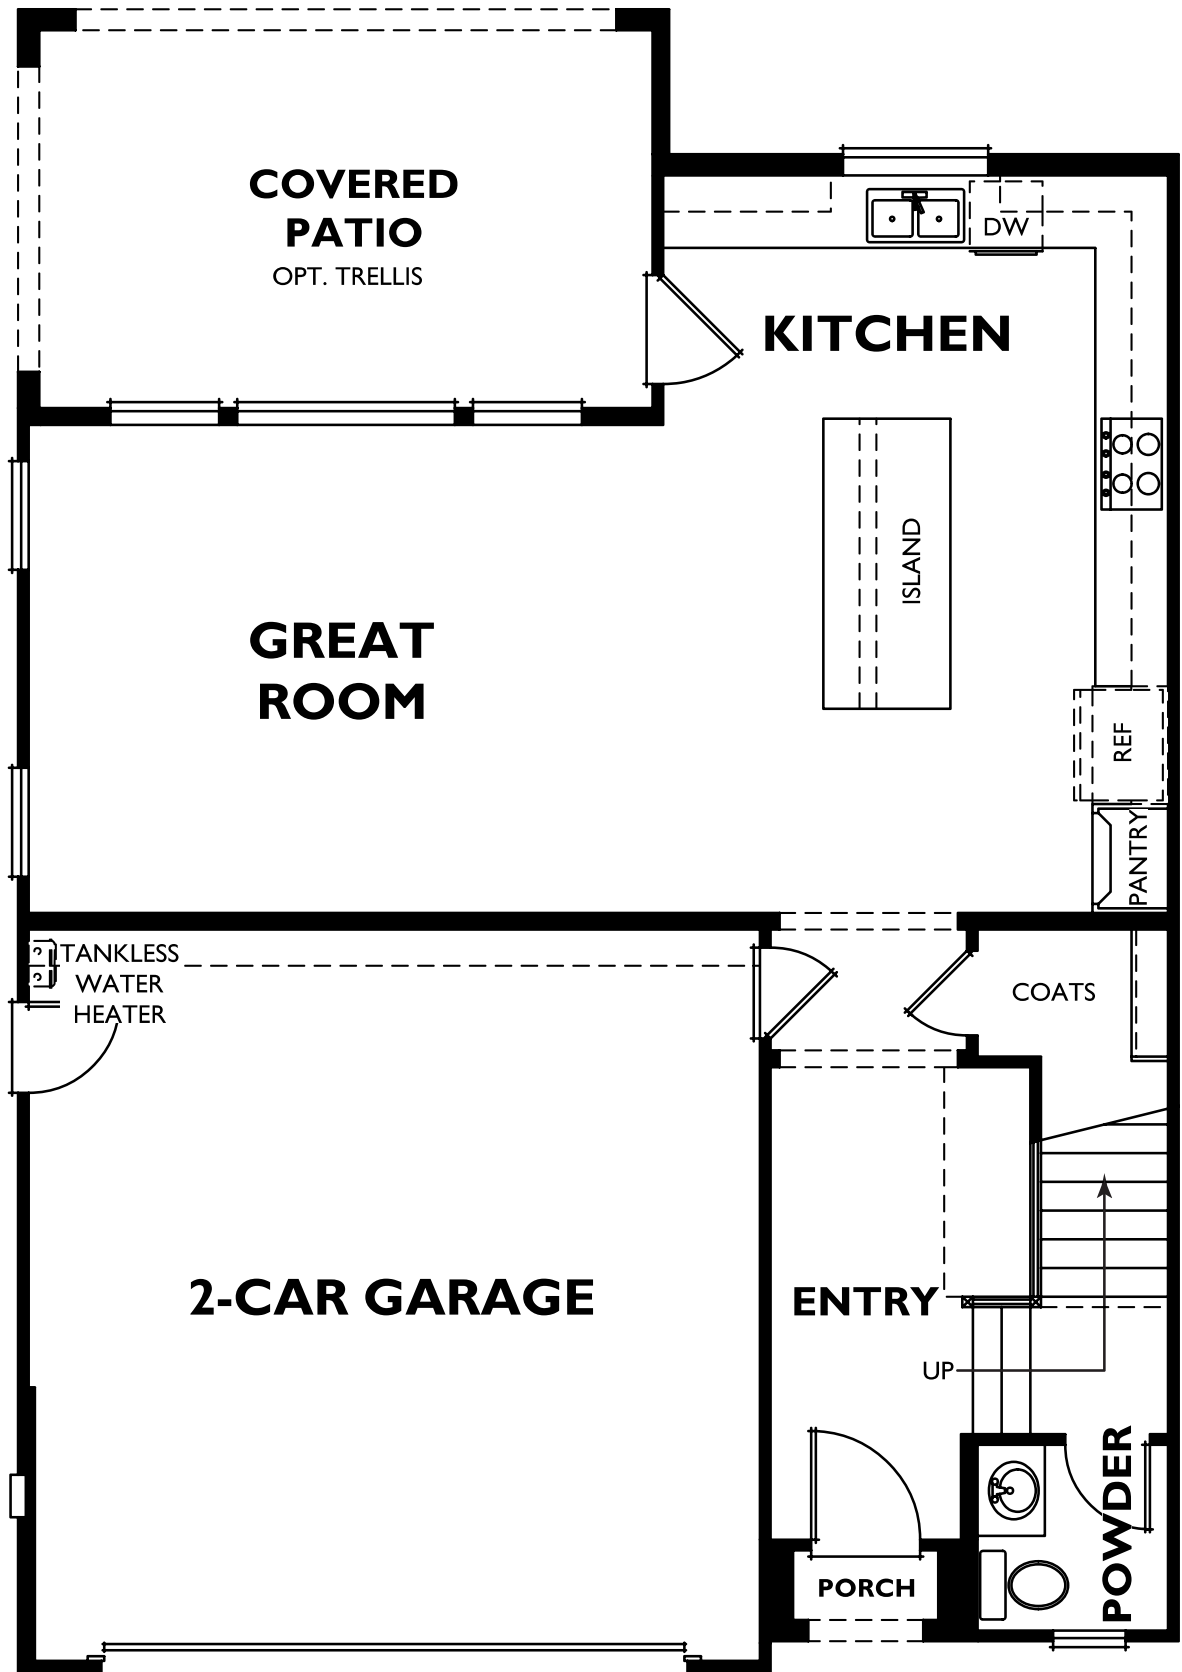 COVERED
PATIO
OPT. TRELLIS
DW
KITCHEN
ISLAND
GREAT
ROOM
REF
PANTRY
TANKLESS
WATER
HEATER
COATS
2-CAR GARAGE
ENTRY
UP
POWDER
PORCH